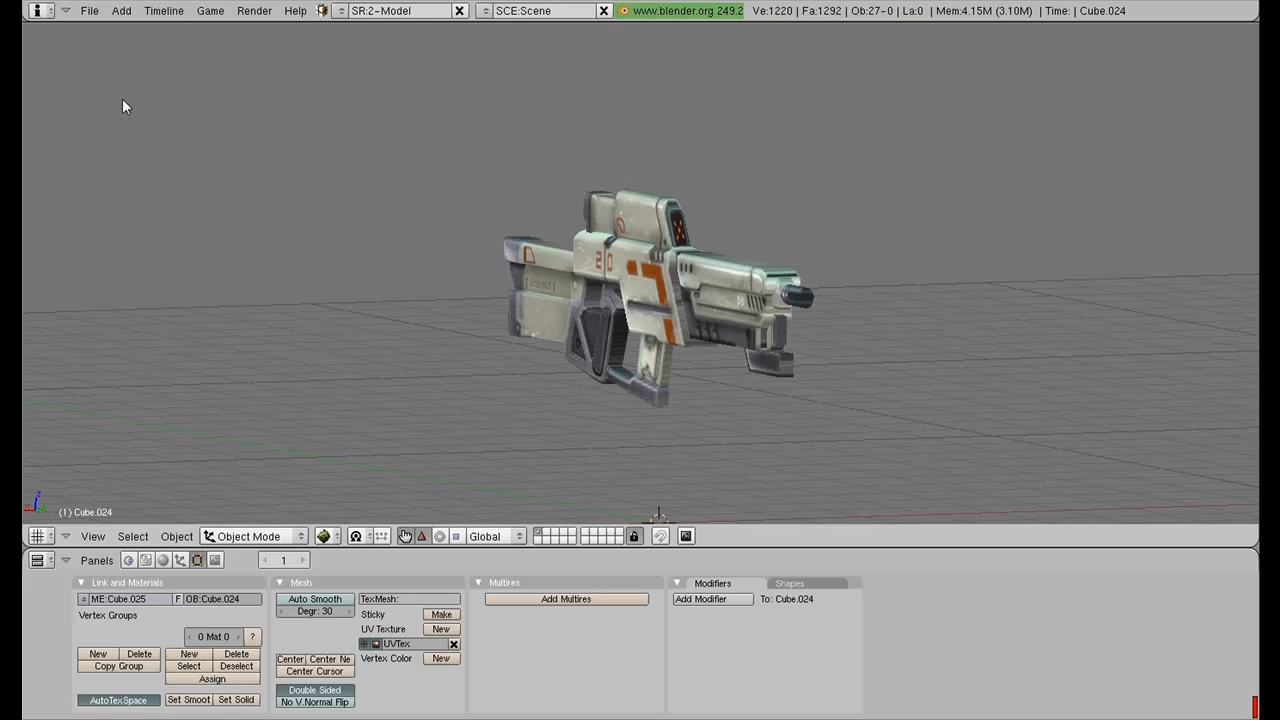 File Add Timeline Game Render Help SR:2-Model SCE:Scene www.blender.org 249.2 Ve:1220 | Fa:1292 | Ob:27-0 | La:0 | Mem:4.15M (3.10M) | Time: | Cube.024
20
(1) Cube.024
View Select Object Object Mode Global
Panels 1
Link and Materials Mesh Multires Modifiers Shapes
ME:Cube.025 F OB:Cube.024 Auto Smooth TexMesh: Add Multires Add Modifier To: Cube.024
Degr: 30
Vertex Groups Sticky Make
UV Texture New
0 Mat 0 ? UVTex
New Delete New Delete Center Center Ne Vertex Color New
Copy Group Select Deselect Center Cursor
Assign
Double Sided
AutoTexSpace Set Smoot Set Solid No V.Normal Flip